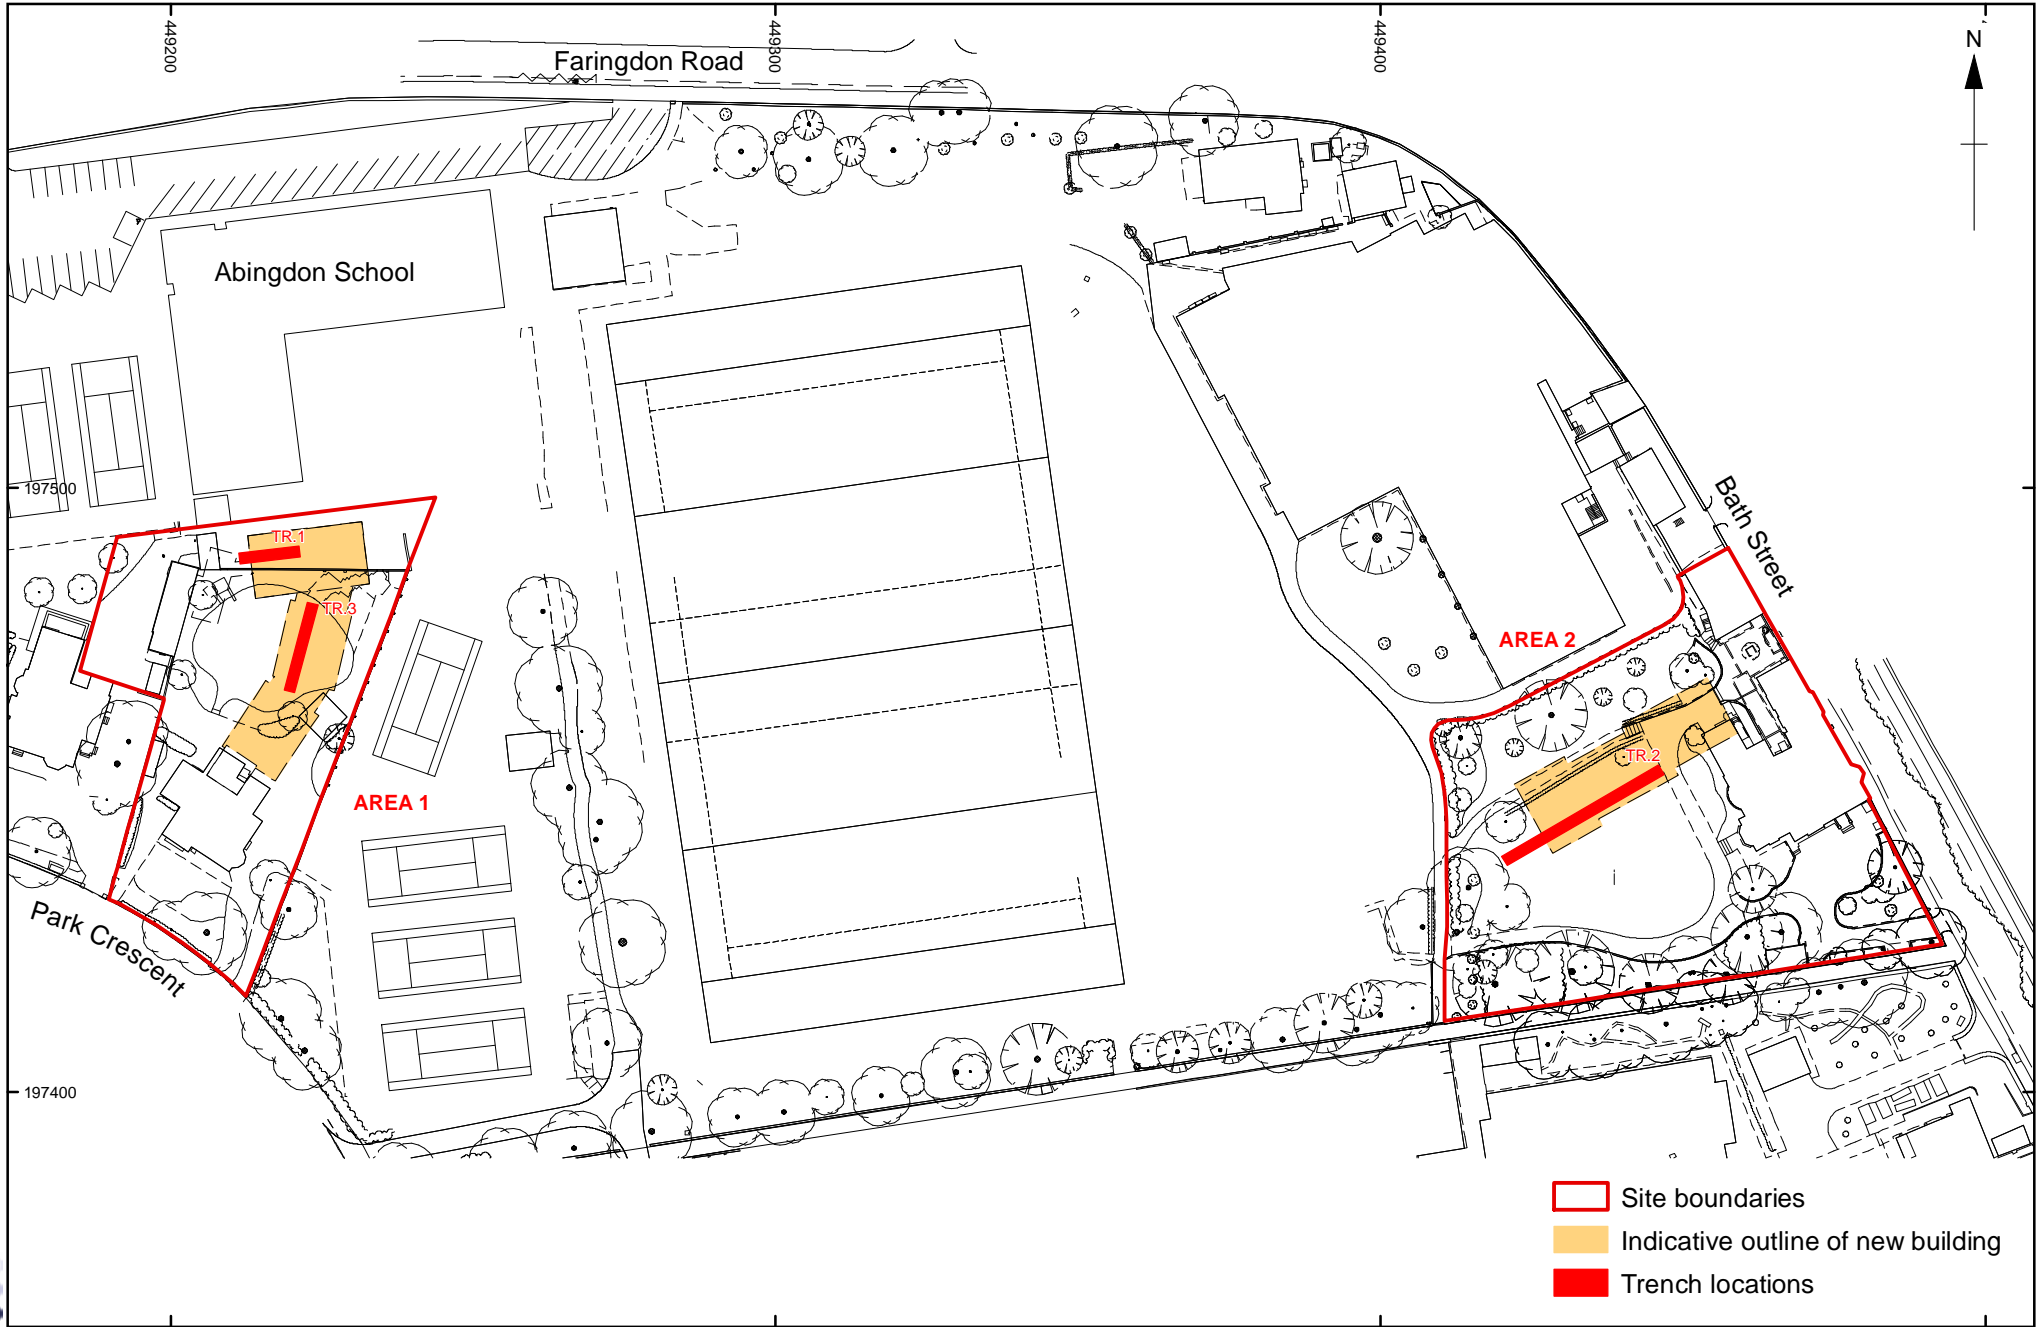 449200
449300
449400
N
Faringdon Road
Abingdon School
197500
Bath Street
TR.1
TR.3
AREA 2
TR.2
AREA 1
Park Crescent
197400
Site boundaries
Indicative outline of new building
Trench locations